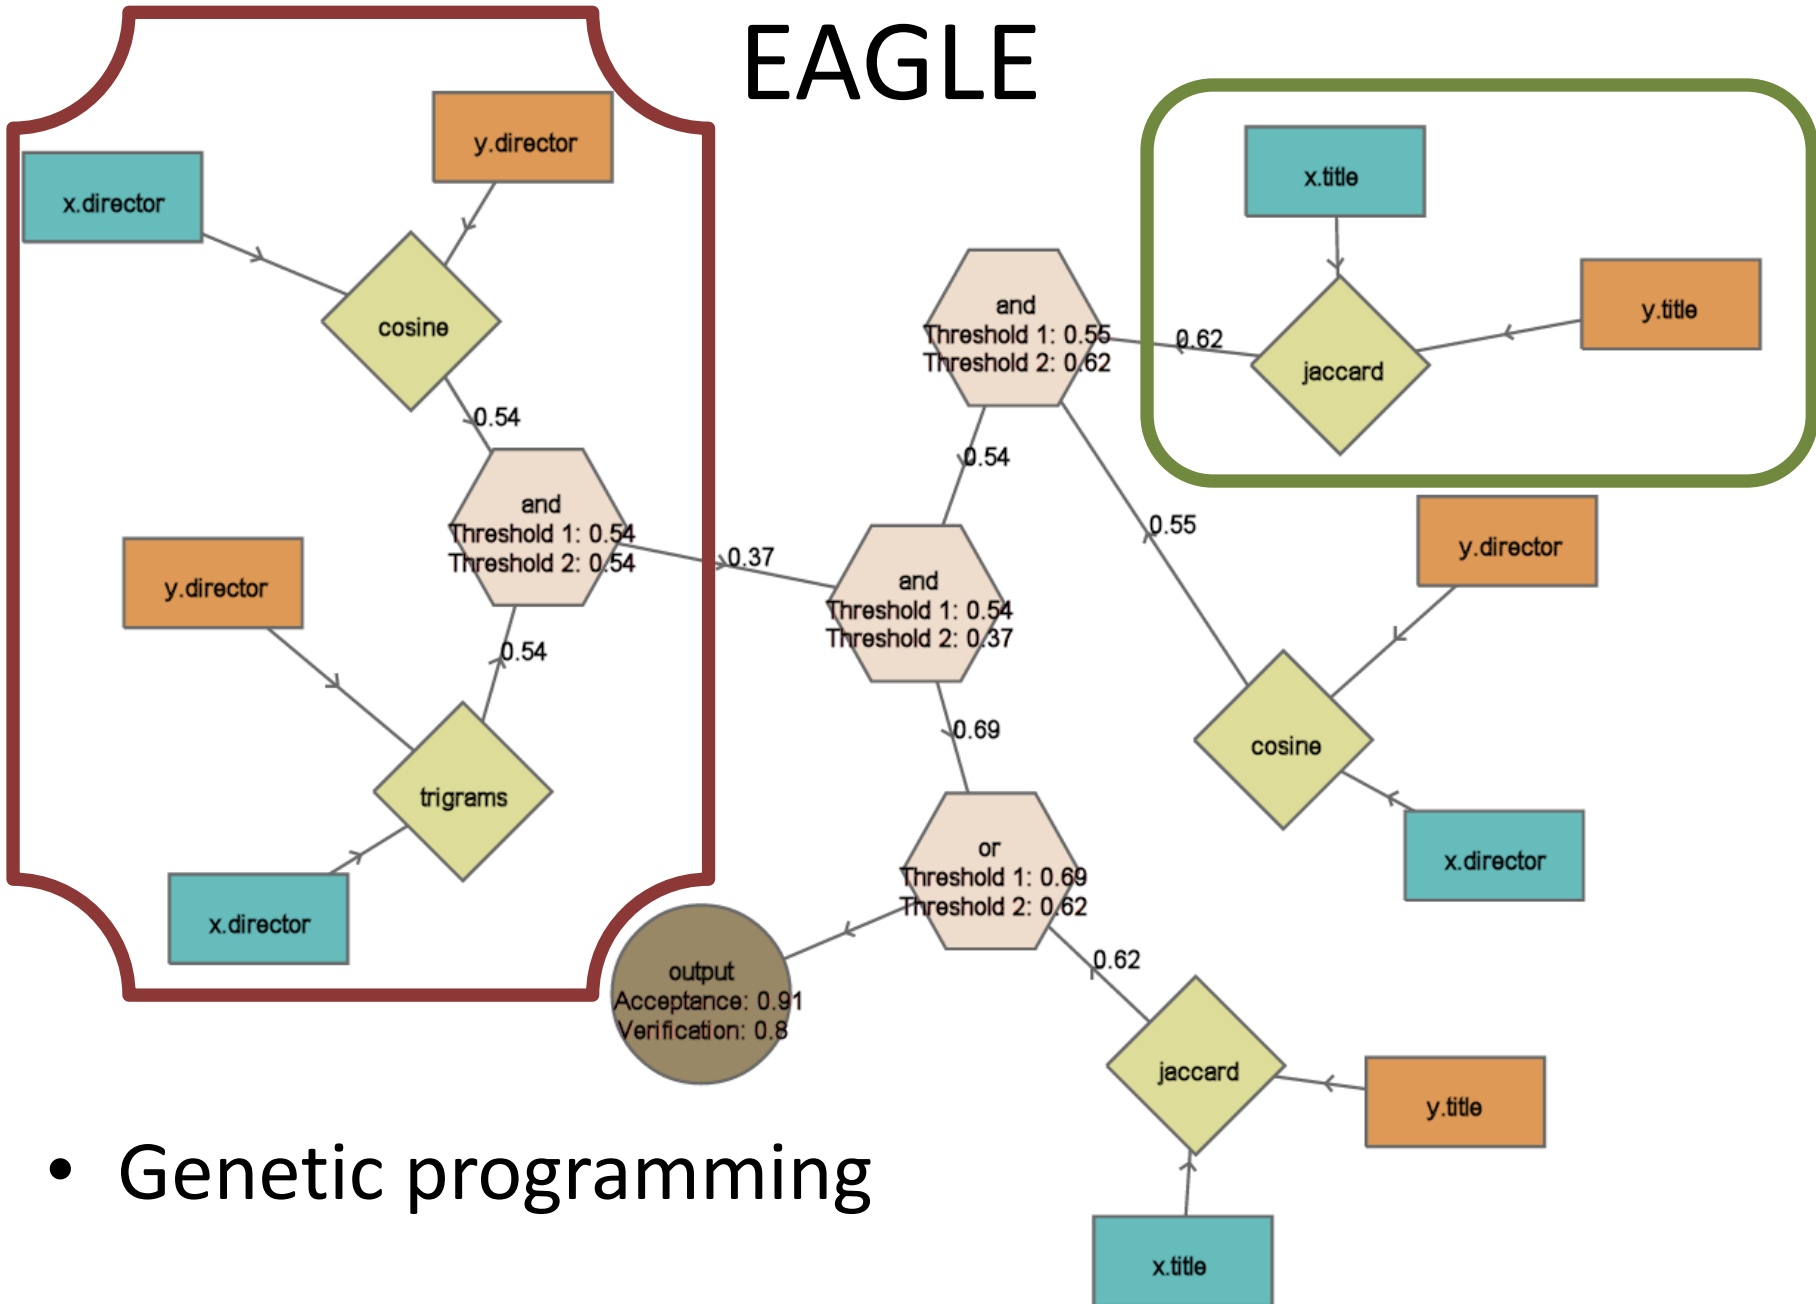 EAGLE
y.director
x.director
cosine
0.54
and
Threshold 1: 0.54
Threshold 2: 0.54
0.37
y.director
0.54
trigrams
x.director
x.title
y.title
jaccard
0.62
and
Threshold 1: 0.55
Threshold 2: 0.62
0.54
0.55
y.director
cosine
x.director
and
Threshold 1: 0.54
Threshold 2: 0.37
0.69
or
Threshold 1: 0.69
Threshold 2: 0.62
output
Acceptance: 0.91
Verification: 0.8
0.62
jaccard
y.title
x.title
• Genetic programming